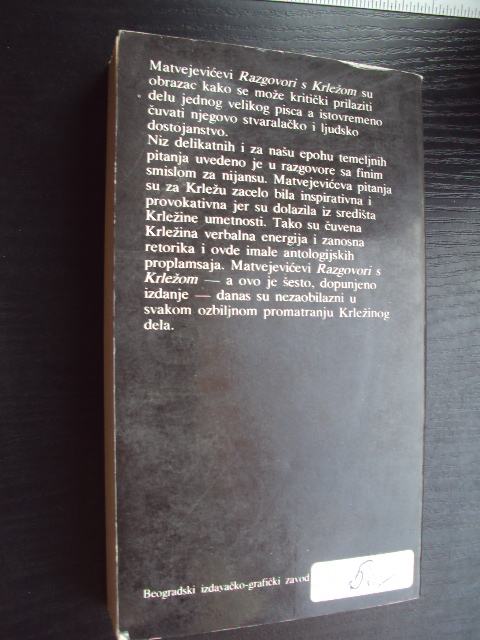 Matvejevićevi Razgovori s Krležom su
obrazac kako se može kritički prilaziti
delu jednog velikog pisca a istovremeno
čuvati njegovo stvaralačko i ljudsko
dostojanstvo.
Niz delikatnih i za našu epohu temeljnih
pitanja uvedeno je u razgovore sa finim
smislom za nijansu. Matvejevićeva pitanja
su za Krležu zacelo bila inspirativna i
provokativna jer su dolazila iz središta
Krležine umetnosti. Tako su čuvena
Krležina verbalna energija i zanosna
retorika i ovde imale antologijskih
proplamsaja. Matvejevićevi Razgovori s
Krležom — a ovo je šesto, dopunjeno
izdanje — danas su nezaobilazni u
svakom ozbiljnom promatranju Krležinog
dela.
Beogradski izdavačko-grafički zavod
5.-